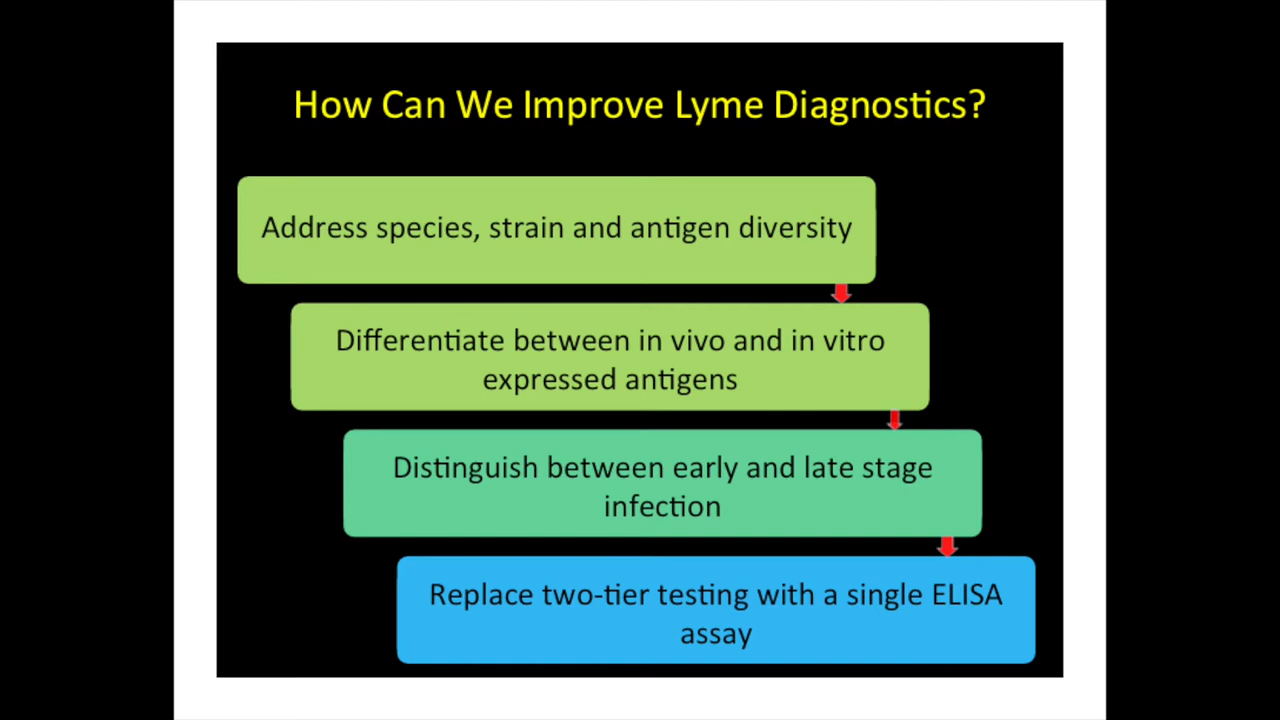 How Can We Improve Lyme Diagnostics?
Address species, strain and antigen diversity
Differentiate between in vivo and in vitro
expressed antigens
Distinguish between early and late stage
infection
Replace two-tier testing with a single ELISA
assay